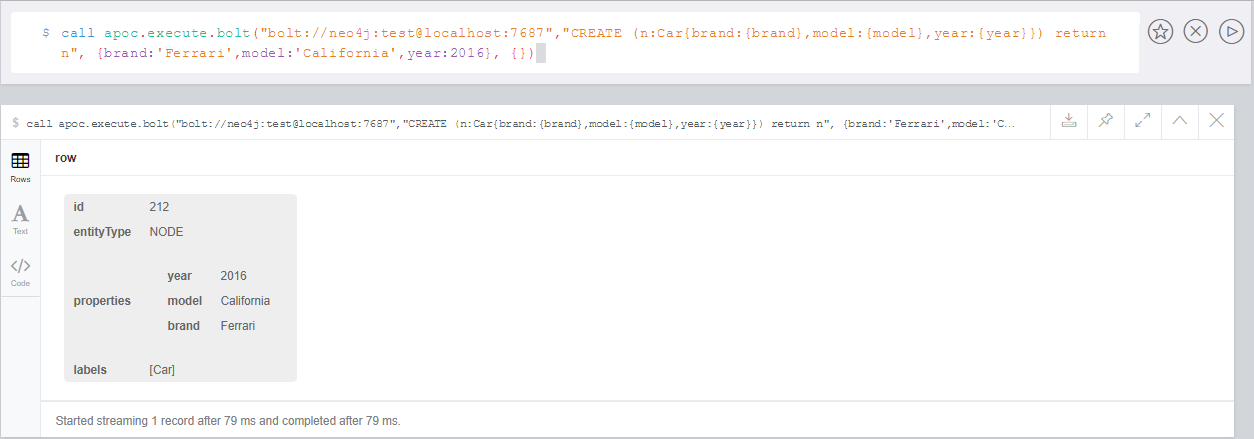 $ call apoc.execute.bolt("bolt://neo4j:test@localhost:7687","CREATE (n:Car{brand:{brand},model:{model},year:{year}}) return
n", {brand:'Ferrari',model:'California',year:2016}, {})
$ call apoc.execute.bolt("bolt://neo4j:test@localhost:7687","CREATE (n:Car{brand:{brand},model:{model},year:{year}}) return n", {brand:'Ferrari',model:'C...
Rows
row
id 212
entityType NODE
A
Text
year 2016
</>
Code
properties model California
brand Ferrari
labels [Car]
Started streaming 1 record after 79 ms and completed after 79 ms.